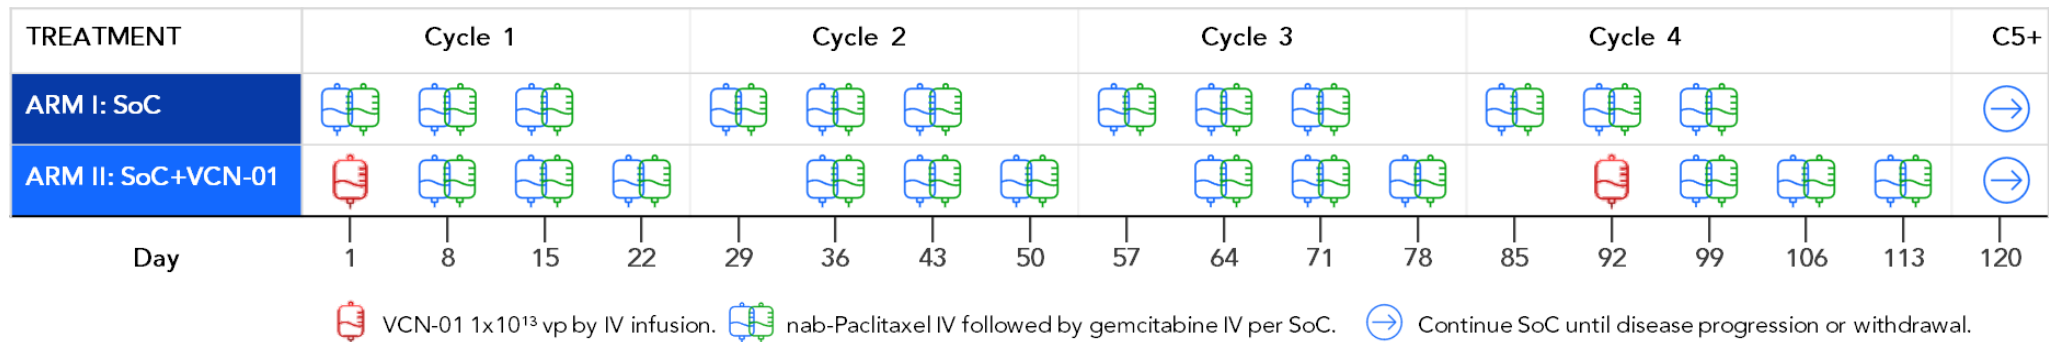 TREATMENT Cycle 1 Cycle 2 Cycle 3 Cycle 4 C5+
ARM I: SoC
ARM II: SoC+VCN-01
Day 1 8 15 22 29 36 43 50 57 64 71 78 85 92 99 106 113 120
VCN-01 1x10¹³ vp by IV infusion. nab-Paclitaxel IV followed by gemcitabine IV per SoC. Continue SoC until disease progression or withdrawal.